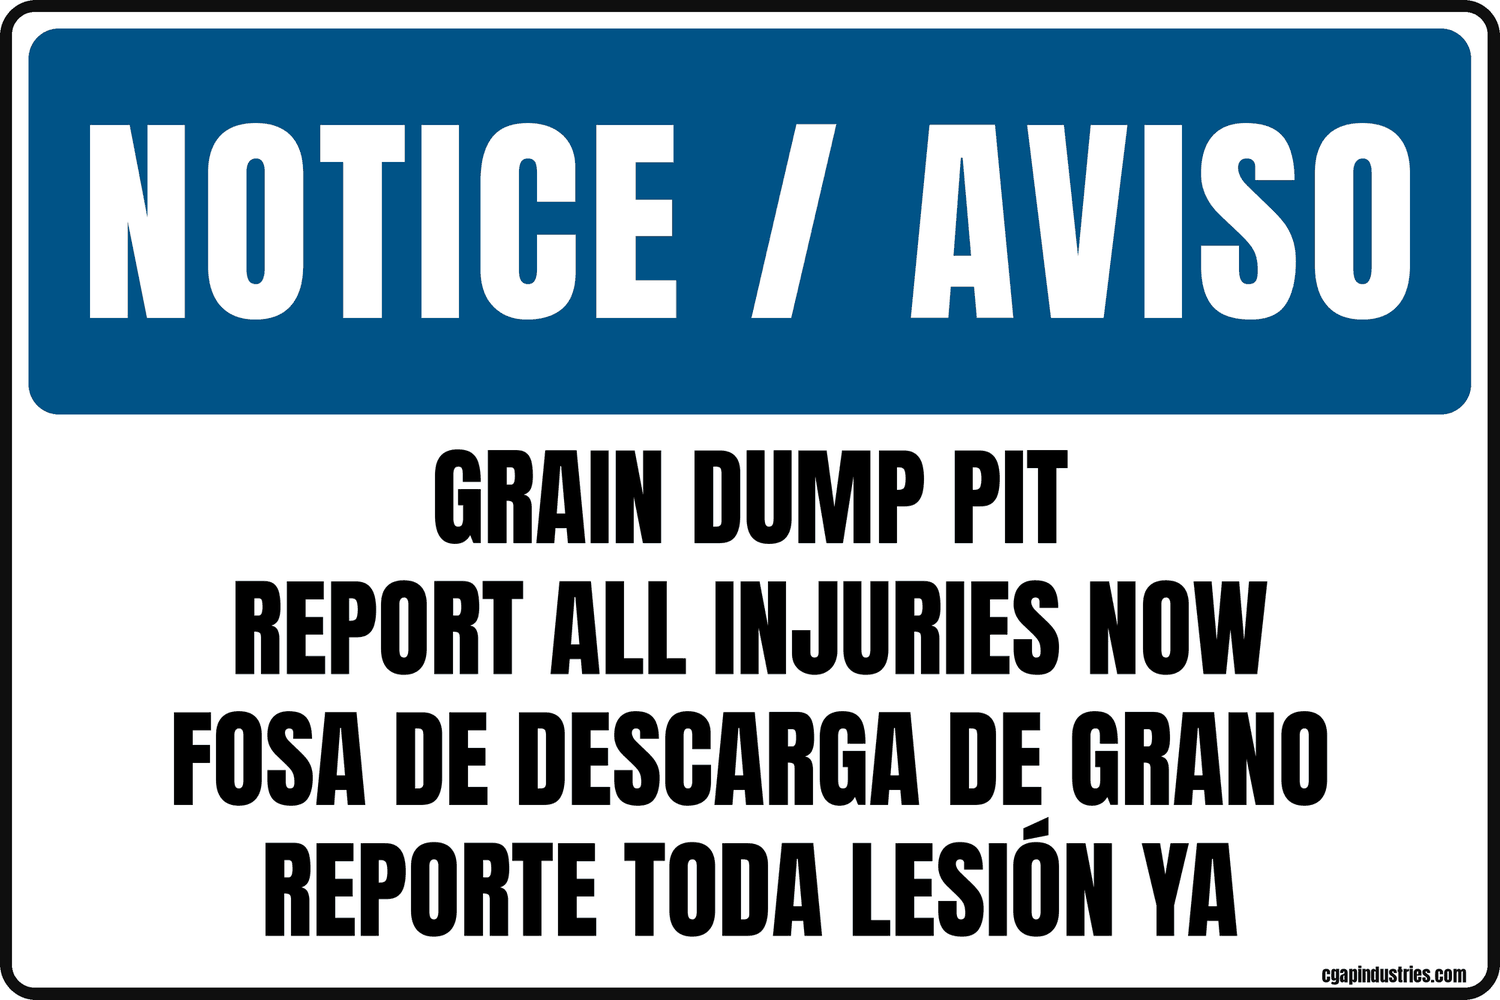 NOTICE / AVISO
GRAIN DUMP PIT
REPORT ALL INJURIES NOW
FOSA DE DESCARGA DE GRANO
REPORTE TODA LESIÓN YA
cgapindustries.com